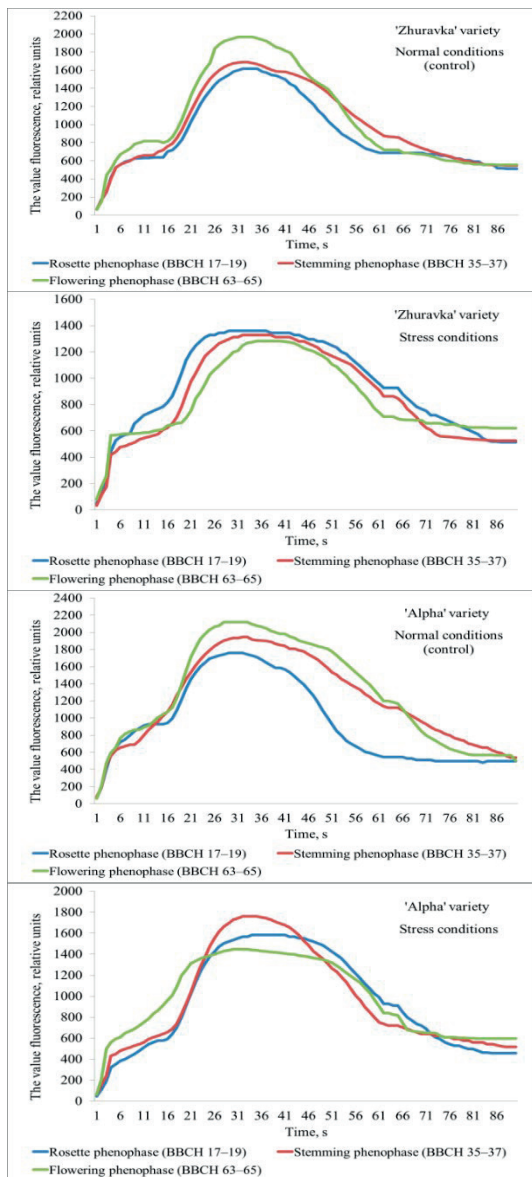 The value fluorescence, relative units
2200
2000
1800
1600
1400
1200
1000
800
600
400
200
0
'Zhuravka' variety
Normal conditions
(control)
1 6 11 16 21 26 31 36 41 46 51 56 61 66 71 76 81 86
Time, s
Rosette phenophase (BBCH 17–19)
Stemming phenophase (BBCH 35–37)
Flowering phenophase (BBCH 63–65)
The value fluorescence, relative units
1600
1400
1200
1000
800
600
400
200
0
'Zhuravka' variety
Stress conditions
1 6 11 16 21 26 31 36 41 46 51 56 61 66 71 76 81 86
Time, s
Rosette phenophase (BBCH 17–19)
Stemming phenophase (BBCH 35–37)
Flowering phenophase (BBCH 63–65)
The value fluorescence, relative units
2400
2200
2000
1800
1600
1400
1200
1000
800
600
400
200
0
'Alpha' variety
Normal conditions
(control)
1 6 11 16 21 26 31 36 41 46 51 56 61 66 71 76 81 86
Time, s
Rosette phenophase (BBCH 17–19)
Stemming phenophase (BBCH 35–37)
Flowering phenophase (BBCH 63–65)
The value fluorescence, relative units
2000
1800
1600
1400
1200
1000
800
600
400
200
0
'Alpha' variety
Stress conditions
1 6 11 16 21 26 31 36 41 46 51 56 61 66 71 76 81 86
Time, s
Rosette phenophase (BBCH 17–19)
Stemming phenophase (BBCH 35–37)
Flowering phenophase (BBCH 63–65)